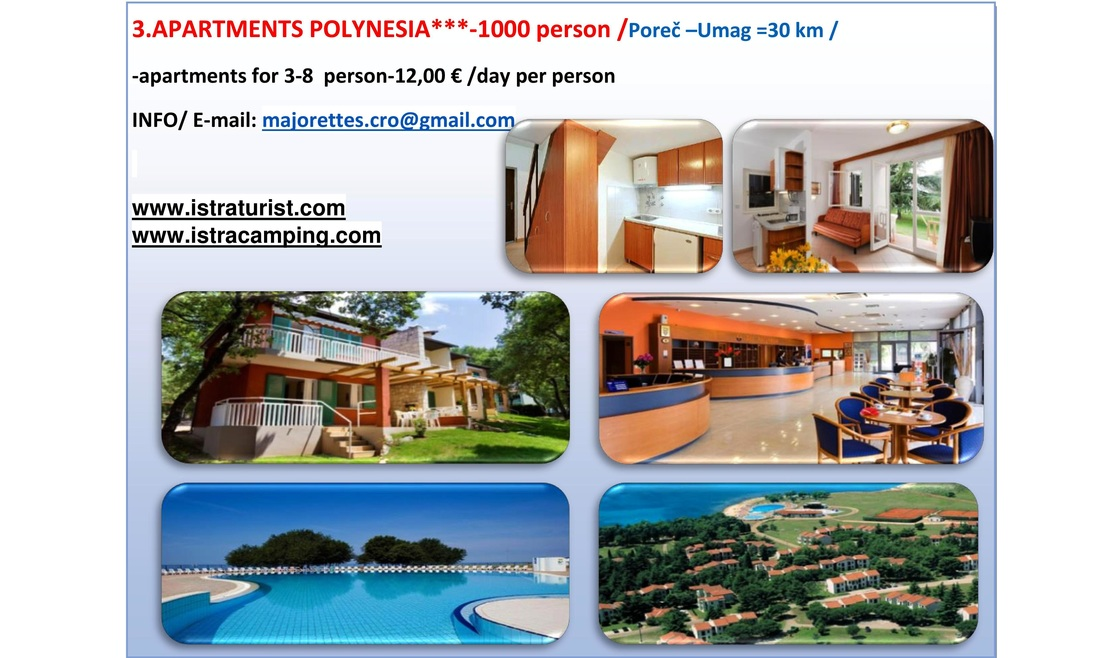 3.APARTMENTS POLYNESIA***-1000 person /Poreč –Umag =30 km /
-apartments for 3-8  person-12,00 € /day per person
INFO/ E-mail: majorettes.cro@gmail.com
www.istraturist.com
www.istracamping.com